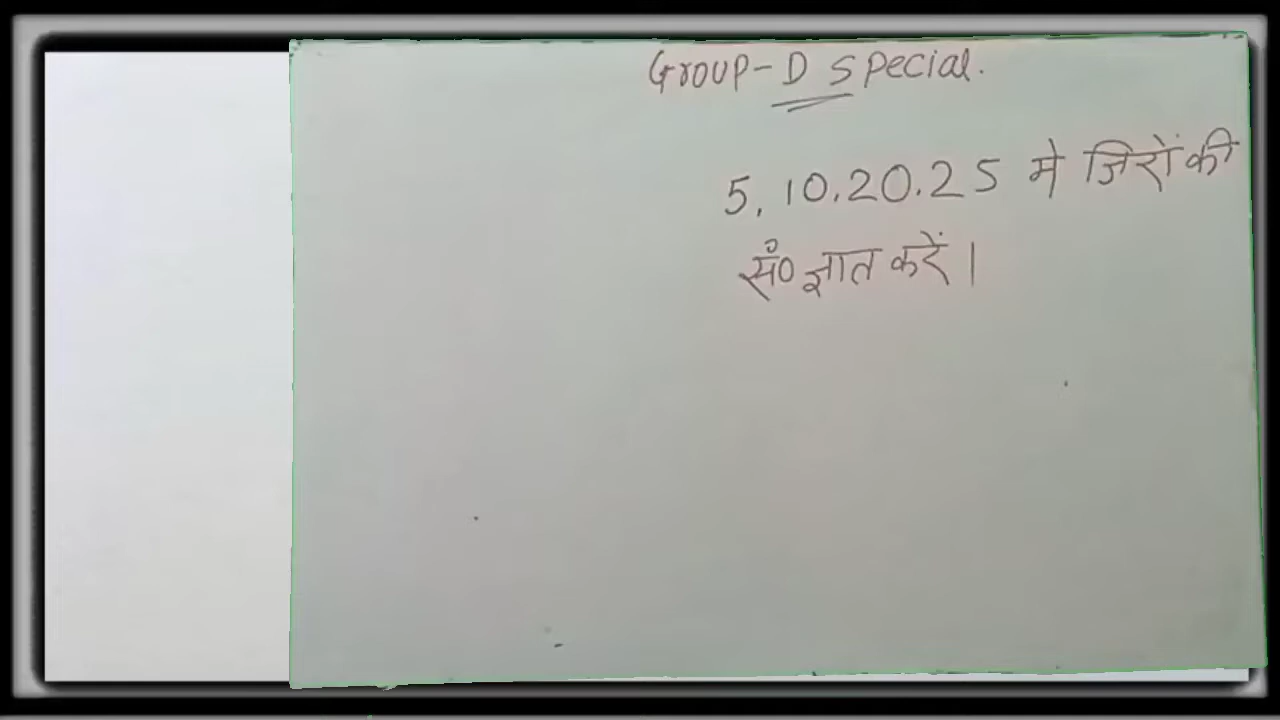 Group-D Special.
5, 10.20.25 मे जिरों की
सं० ज्ञात करें।